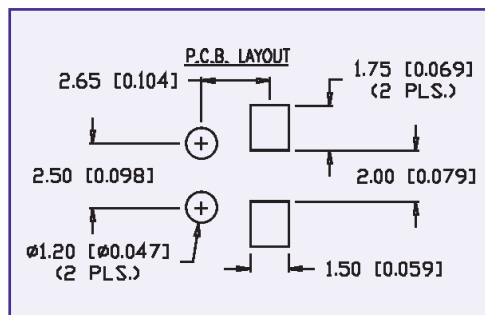 P.C.B. LAYOUT
2.65 [0.104]
1.75 [0.069]
(2 PLS.)
2.50 [0.098]
2.00 [0.079]
ø1.20 [ø0.047]
(2 PLS.)
1.50 [0.059]